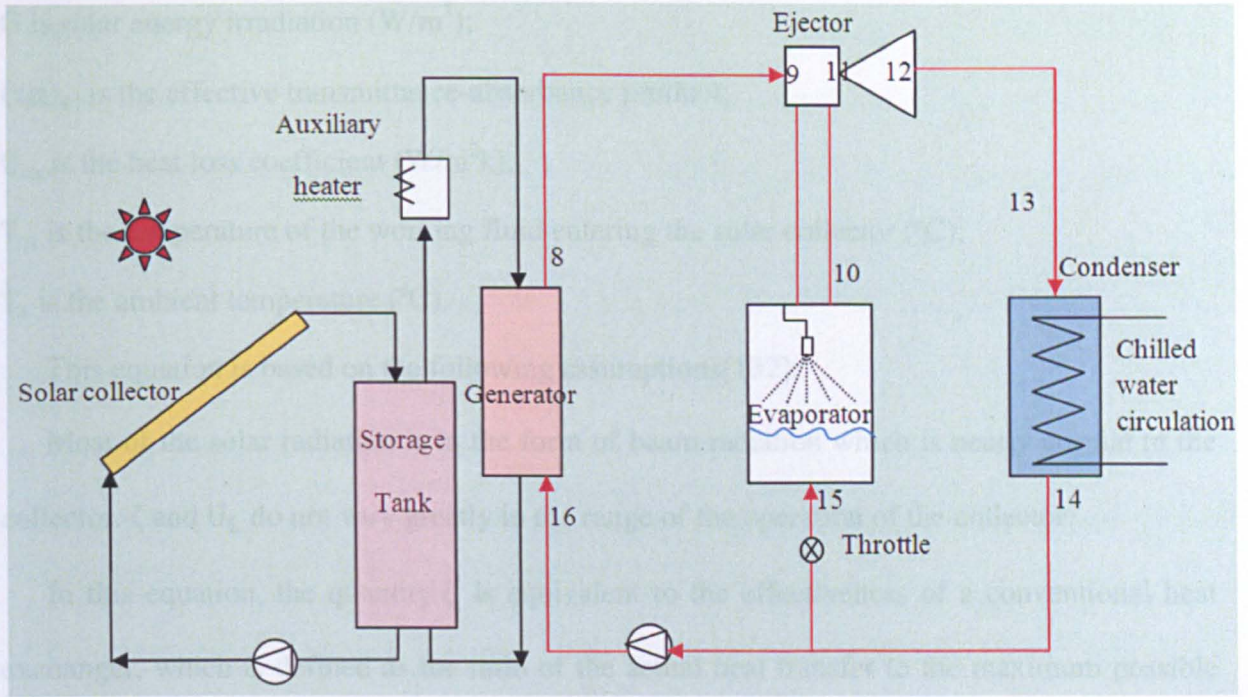 solar energy irradiation (W/m
Ejector
9
11
12
is the effective transmittance-absorbance product
Auxiliary
heater
is the heat loss coefficient
13
is the temperature of the working fluid entering the solar collector (°C);
8
10
Condenser
is the ambient temperature (°C).
This equation is based on the following assumptions
Chilled
water
circulation
Solar collector
Generator
Evaporator
Storage
Tank
Most of the solar radiation is the form of beam radiation which is nearly normal to the
16
15
14
collector. and U do not vary greatly in the range of the operation of the collector.
Throttle
In this equation, the quantity is equivalent to the effectiveness of a conventional heat
exchanger, which is defined as the ratio of the actual heat transfer to the maximum possible